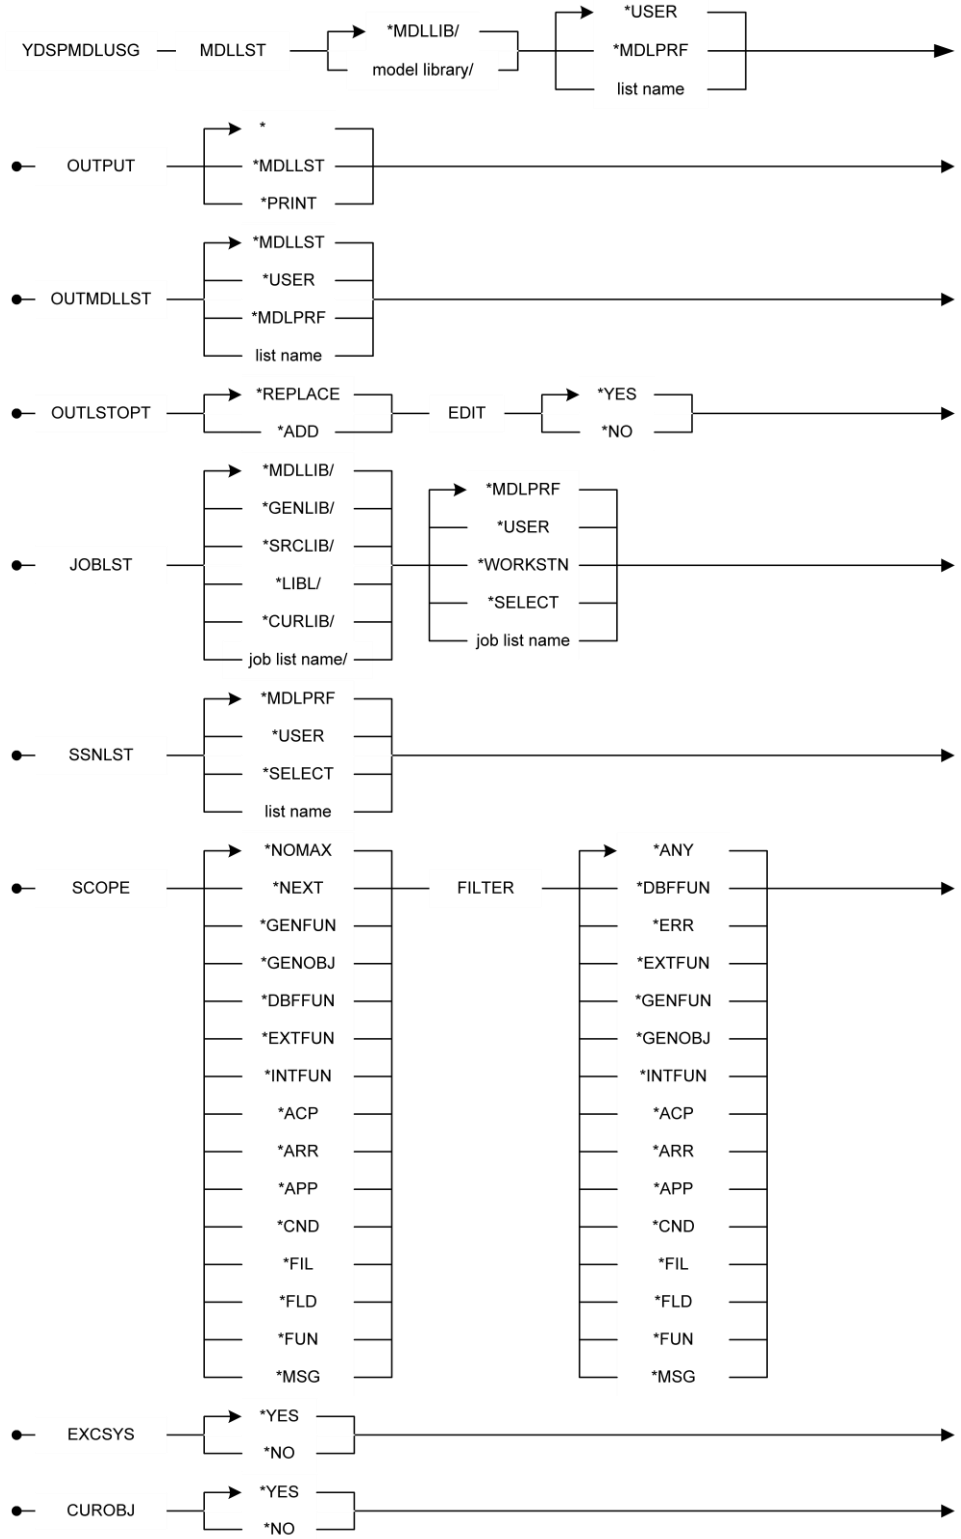 *USER
*MDLLIB/
YDSPMDLUSG MDLLST *MDLPRF
model library/
list name
*
OUTPUT *MDLLST
*PRINT
*MDLLST
*USER
OUTMDLLST
*MDLPRF
list name
*REPLACE *YES
OUTLSTOPT EDIT
*ADD *NO
*MDLLIB/
*MDLPRF
*GENLIB/
*USER
*SRCLIB/
JOBLST *WORKSTN
*LIBL/
*SELECT
*CURLIB/
job list name
job list name/
*MDLPRF
*USER
SSNLST
*SELECT
list name
*NOMAX *ANY
SCOPE *NEXT FILTER *DBFFUN
*GENFUN *ERR
*GENOBJ *EXTFUN
*DBFFUN *GENFUN
*EXTFUN *GENOBJ
*INTFUN *INTFUN
*ACP *ACP
*ARR *ARR
*APP *APP
*CND *CND
*FIL *FIL
*FLD *FLD
*FUN *FUN
*MSG *MSG
*YES
EXCSYS
*NO
*YES
CUROBJ
*NO